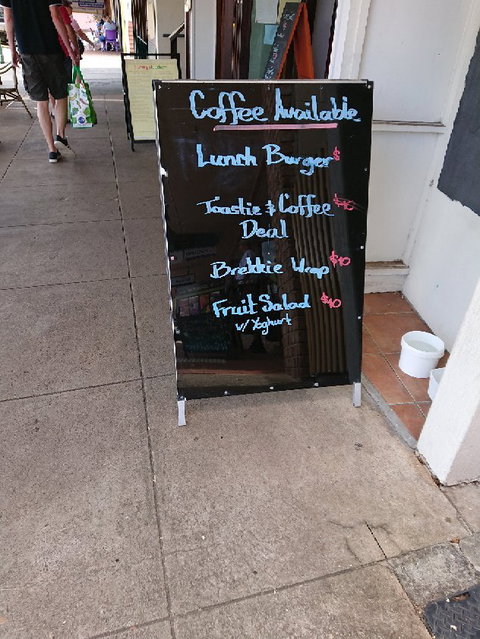 Coffee Available
Lunch Burger $
Toastie & Coffee
Deal
Brekkie Wrap $10
Fruit Salad $10
w/ Yoghurt